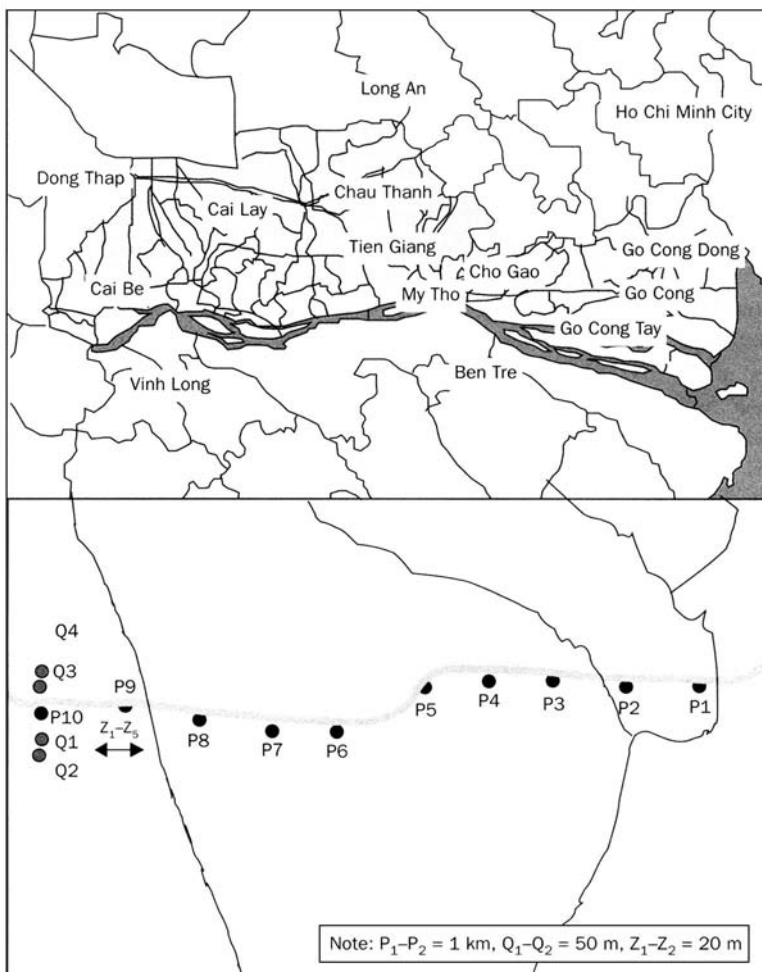 Long An
Ho Chi Minh City
Dong Thap
Chau Thanh
Cai Lay
Tien Giang
Go Cong Dong
Cho Gao
Cai Be
My Tho
Go Cong
Go Cong Tay
Vinh Long
Ben Tre
Q4
Q3
P9
P10
Z₁–Z₅
Q1
Q2
P8
P7
P6
P5
P4
P3
P2
P1
Note: P₁–P₂ = 1 km, Q₁–Q₂ = 50 m, Z₁–Z₂ = 20 m